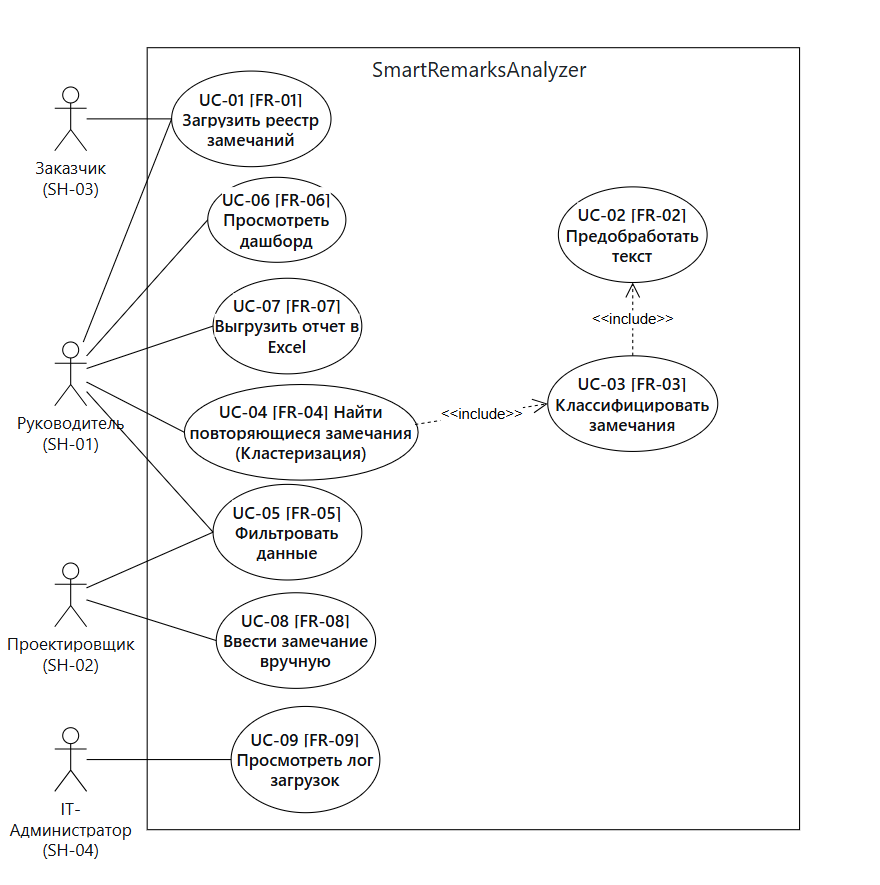 SmartRemarksAnalyzer
Заказчик
(SH-03)
UC-01 [FR-01]
Загрузить реестр
замечаний
UC-06 [FR-06]
Просмотреть
дашборд
UC-02 [FR-02]
Предобработать
текст
UC-07 [FR-07]
Выгрузить отчет в
Excel
<<include>>
Руководитель
(SH-01)
UC-04 [FR-04] Найти
повторяющиеся замечания
(Кластеризация)
<<include>>
UC-03 [FR-03]
Классифицировать
замечания
UC-05 [FR-05]
Фильтровать
данные
Проектировщик
(SH-02)
UC-08 [FR-08]
Ввести замечание
вручную
IT-
Администратор
(SH-04)
UC-09 [FR-09]
Просмотреть лог
загрузок